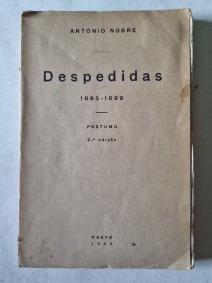 ANTÓNIO NOBRE
Despedidas
1895-1899
POSTUMO
2.ª edição
PORTO